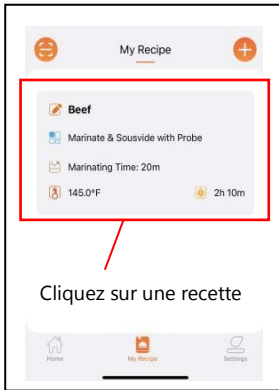 My Recipe
Beef
Marinate & Sousvide with Probe
Marinating Time: 20m
145.0°F 2h 10m
Cliquez sur une recette
Home My Recipe Settings